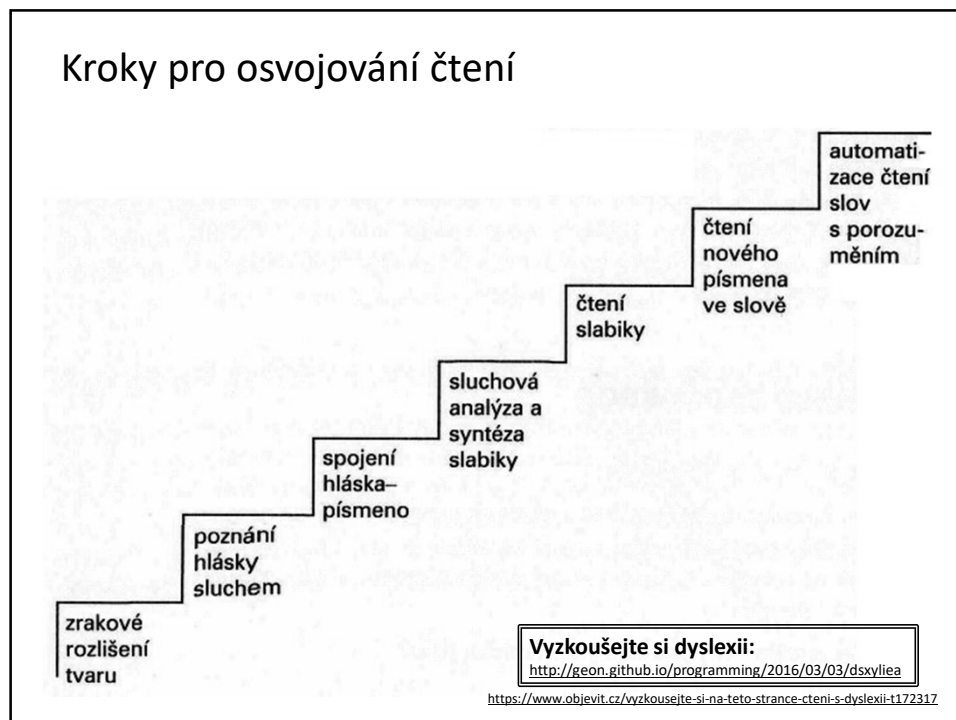 Kroky pro osvojování čtení
automati-
zace čtení
slov
s porozu-
měním
čtení
nového
písmena
ve slově
čtení
slabiky
sluchová
analýza a
syntéza
slabiky
spojení
hláska–
písmeno
poznání
hlásky
sluchem
zrakové
rozlišení
tvaru
Vyzkoušejte si dyslexii:
http://geon.github.io/programming/2016/03/03/dsxyliea
https://www.objevit.cz/vyzkousejte-si-na-teto-strance-cteni-s-dyslexii-t172317